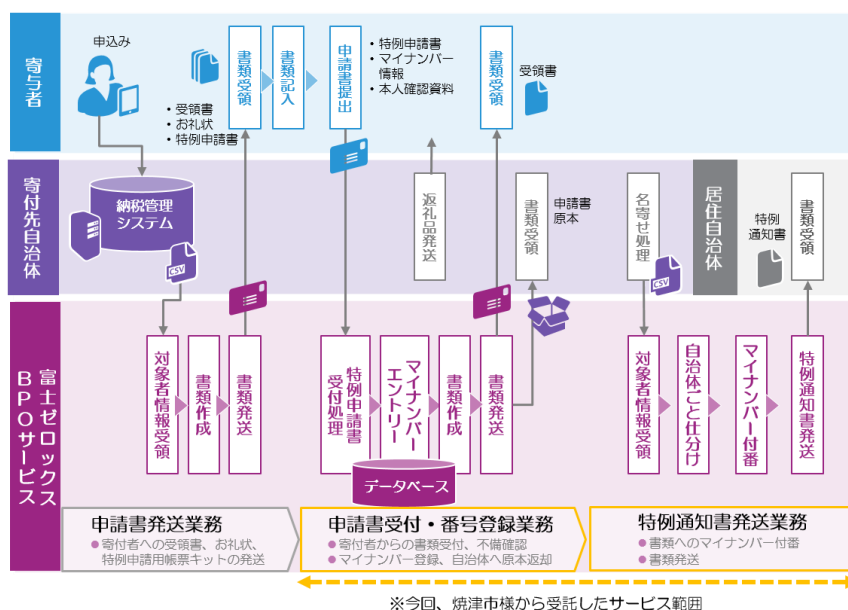 寄与者
申込み
・受領書
・お礼状
・特例申請書
書類受領
書類記入
申請書提出
・特例申請書
・マイナンバー
情報
・本人確認資料
書類受領
受領書
寄付先自治体
納税管理
システム
CSV
返礼品発送
書類受領
申請書
原本
名寄せ処理
CSV
居住自治体
特例
通知書
書類受領
富士ゼロックス
BPOサービス
対象者情報受領
書類作成
書類発送
特例申請書
受付処理
マイナンバー
エントリー
書類作成
書類発送
データベース
対象者情報受領
自治体ごと仕分け
マイナンバー付番
特例通知書発送
申請書発送業務
●寄付者への受領書、お礼状、
特例申請用帳票キットの発送
申請書受付・番号登録業務
●寄付者からの書類受付、不備確認
●マイナンバー登録、自治体へ原本返却
特例通知書発送業務
●書類へのマイナンバー付番
●書類発送
※今回、焼津市様から受託したサービス範囲